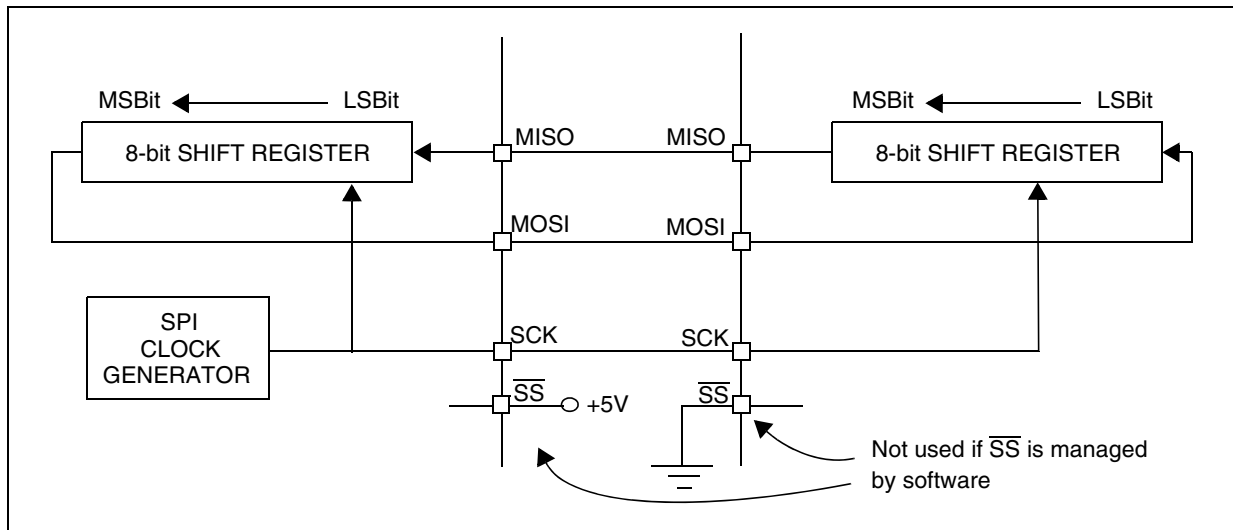 MSBit LSBit
8-bit SHIFT REGISTER
MISO MISO
MSBit LSBit
8-bit SHIFT REGISTER
MOSI MOSI
SPI
CLOCK
GENERATOR
SCK SCK
SS +5V SS
Not used if SS is managed
by software